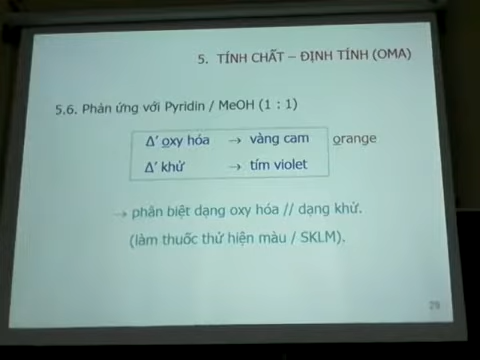 5. TÍNH CHẤT – ĐỊNH TÍNH (OMA)
5.6. Phản ứng với Pyridin / MeOH (1 : 1)
Δ’ oxy hóa → vàng cam orange
Δ’ khử → tím violet
→ phân biệt dạng oxy hóa // dạng khử.
(làm thuốc thử hiện màu / SKLM).
29